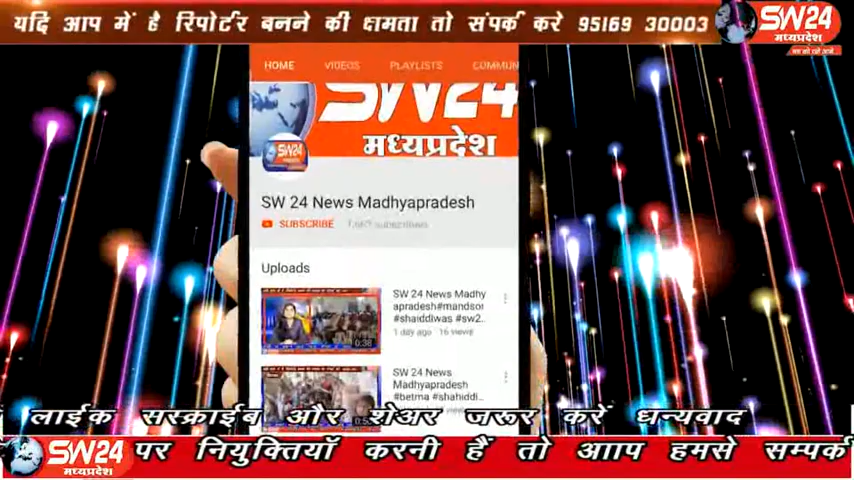 यदि आप में है रिपोर्टर बनने की क्षमता तो संपर्क करे 95169 30003
SW24
मध्यप्रदेश
HOME VIDEOS PLAYLISTS COMMUN
SW24
मध्यप्रदेश
SW24
SW 24 News Madhyapradesh
SUBSCRIBE
Uploads
SW 24 News Madhy
apradesh#mandsor
#shaiddiwas #sw2..
1 day ago 16 views
0:38
SW 24 News
Madhyapradesh
#betma #shahiddi..
लाईक सस्क्राईब और शेअर जरूर करें धन्यवाद
SW24
मध्यप्रदेश
पर नियुक्तियॉ करनी हैं तो आाप हमसे सम्पर्क